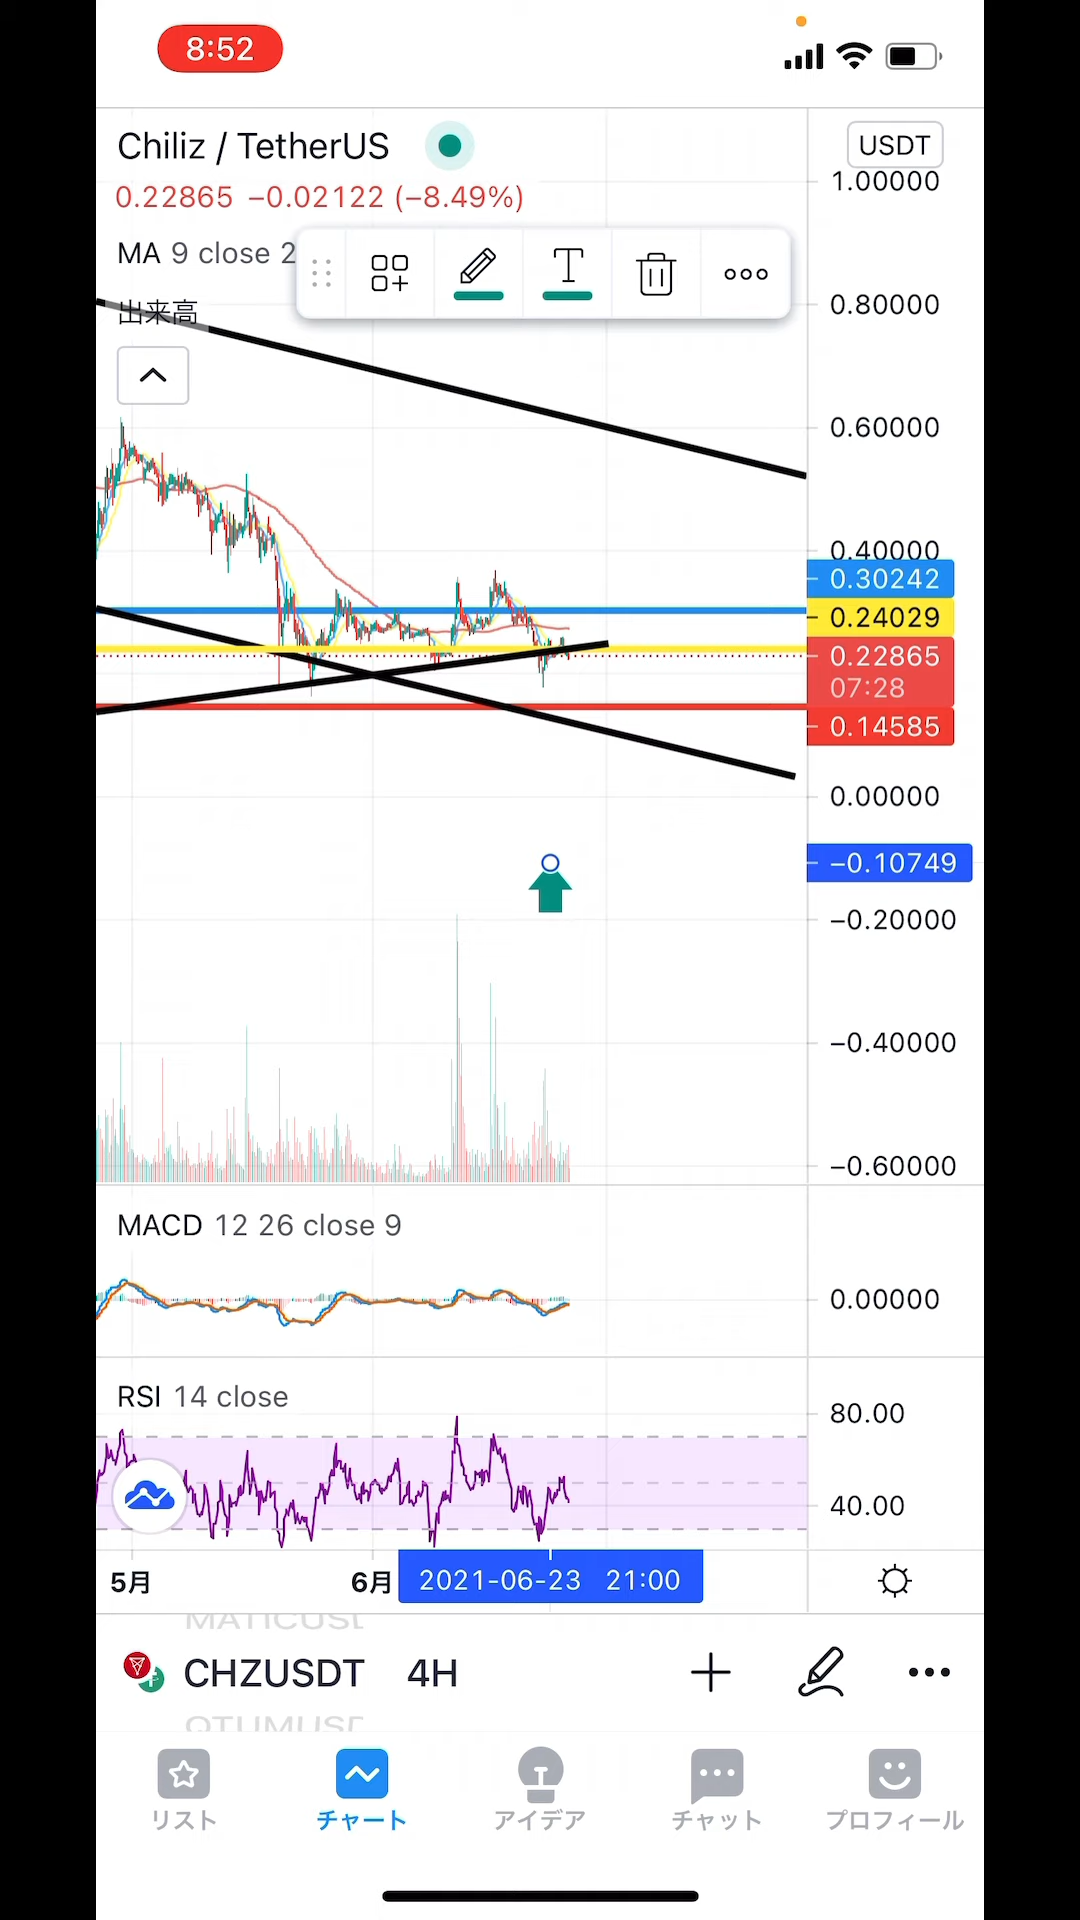 8:52
Chiliz / TetherUS
USDT
0.22865 −0.02122 (−8.49%)
1.00000
MA 9 close 2
T
出来高
0.80000
0.60000
0.40000
0.30242
0.24029
0.22865
07:28
0.14585
0.00000
−0.10749
−0.20000
−0.40000
−0.60000
MACD 12 26 close 9
0.00000
RSI 14 close
80.00
40.00
5月
6月
2021-06-23 21:00
CHZUSDT 4H
リスト
チャート
アイデア
チャット
プロフィール